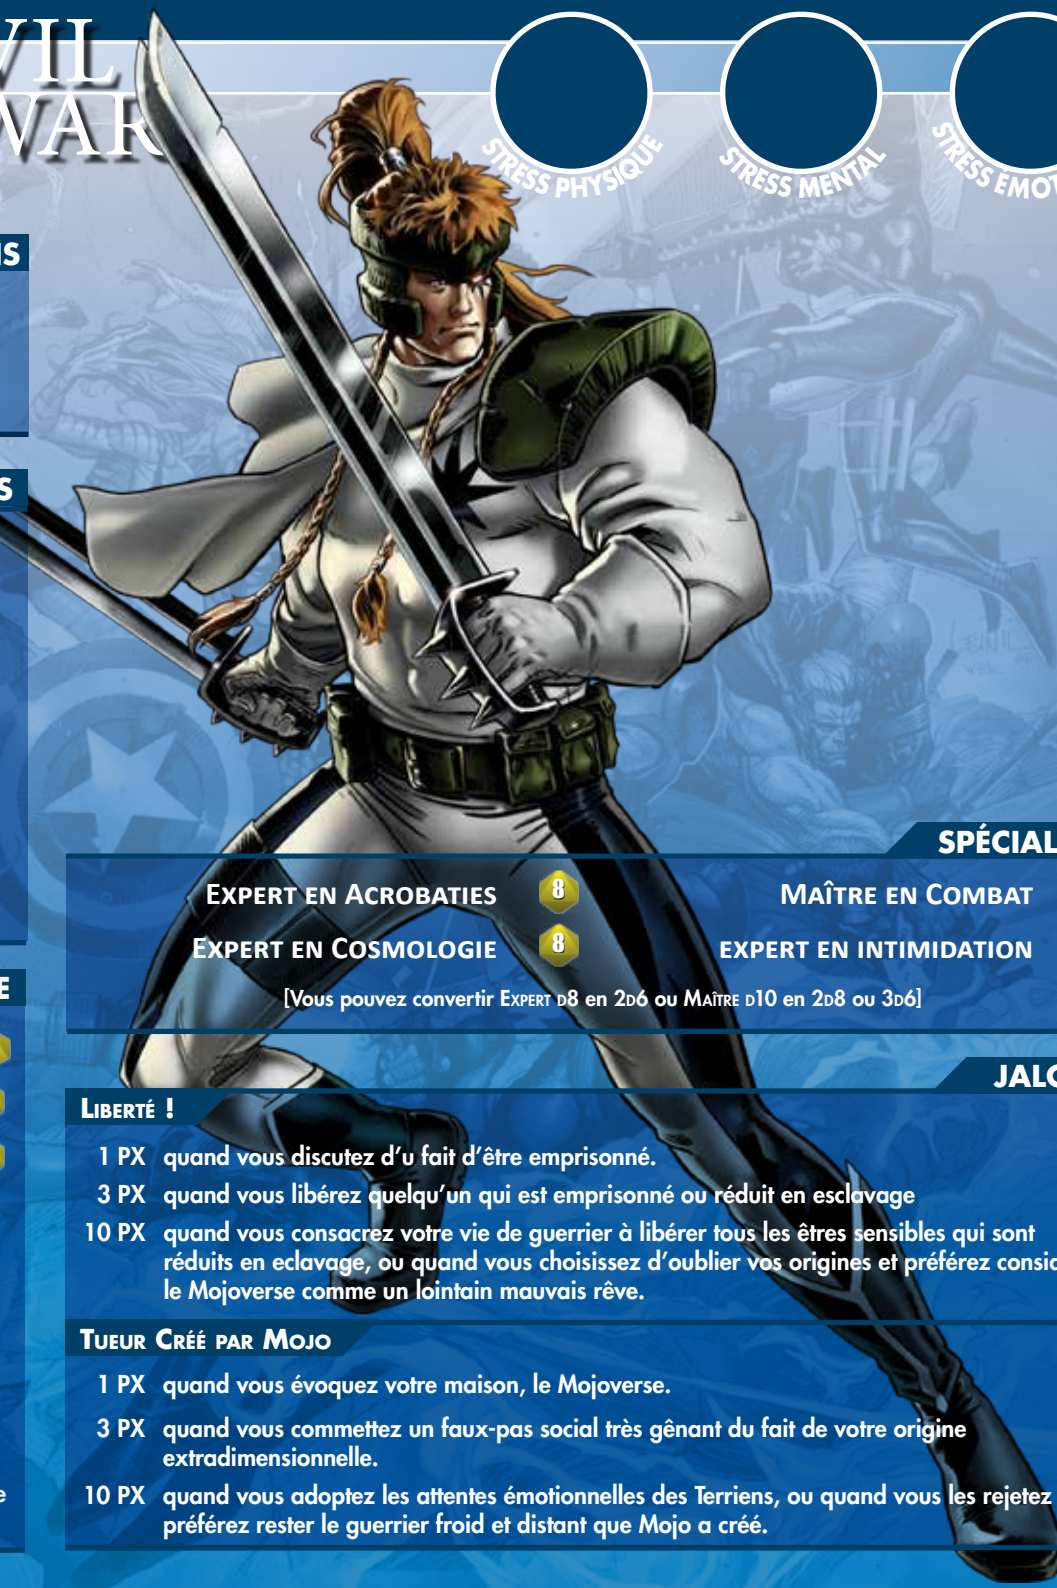 VIL
WAR
STRESS PHYSIQUE
STRESS MENTAL
STRESS ÉMOT
NS
S
SPÉCIAL
EXPERT EN ACROBATIES 8 MAÎTRE EN COMBAT
EXPERT EN COSMOLOGIE 8 EXPERT EN INTIMIDATION
[Vous pouvez convertir EXPERT D8 en 2D6 ou MAÎTRE D10 en 2D8 ou 3D6]
E
JALO
LIBERTÉ !
1 PX quand vous discutez d'u fait d'être emprisonné.
3 PX quand vous libérez quelqu'un qui est emprisonné ou réduit en esclavage
10 PX quand vous consacrez votre vie de guerrier à libérer tous les êtres sensibles qui sont
réduits en eclavage, ou quand vous choisissez d'oublier vos origines et préférez consid
le Mojoverse comme un lointain mauvais rêve.
TUEUR CRÉÉ PAR MOJO
1 PX quand vous évoquez votre maison, le Mojoverse.
3 PX quand vous commettez un faux-pas social très gênant du fait de votre origine
extradimensionnelle.
e
10 PX quand vous adoptez les attentes émotionnelles des Terriens, ou quand vous les rejetez
préférez rester le guerrier froid et distant que Mojo a créé.